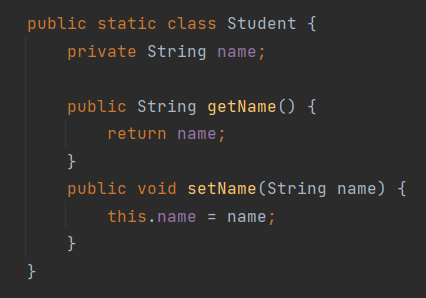 public static class Student {
    private String name;

    public String getName() {
        return name;
    }
    public void setName(String name) {
        this.name = name;
    }
}